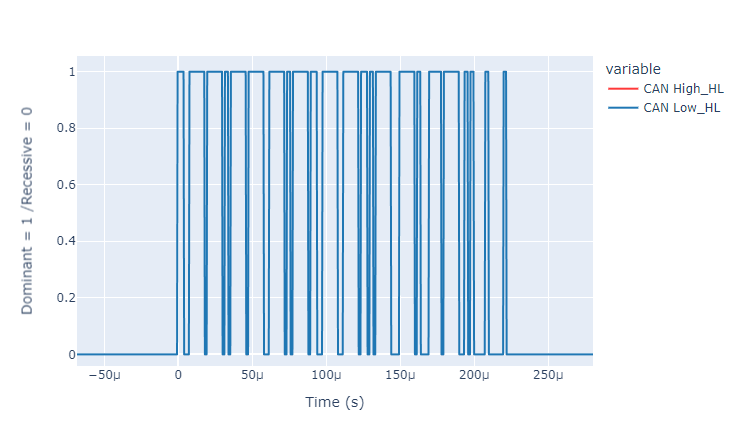 variable
CAN High_HL
CAN Low_HL
Dominant = 1 /Recessive = 0
1
0.8
0.6
0.4
0.2
0
−50μ
0
50μ
100μ
150μ
200μ
250μ
Time (s)